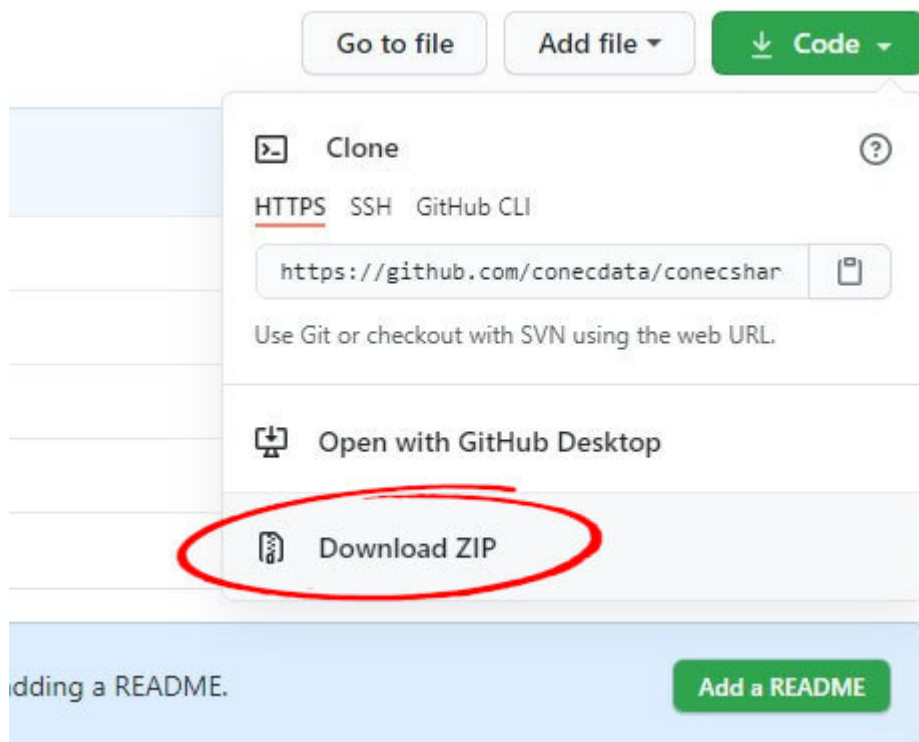 Go to file Add file Code
Clone
HTTPS SSH GitHub CLI
https://github.com/conecdata/conecshar
Use Git or checkout with SVN using the web URL.
Open with GitHub Desktop
Download ZIP
dding a README. Add a README